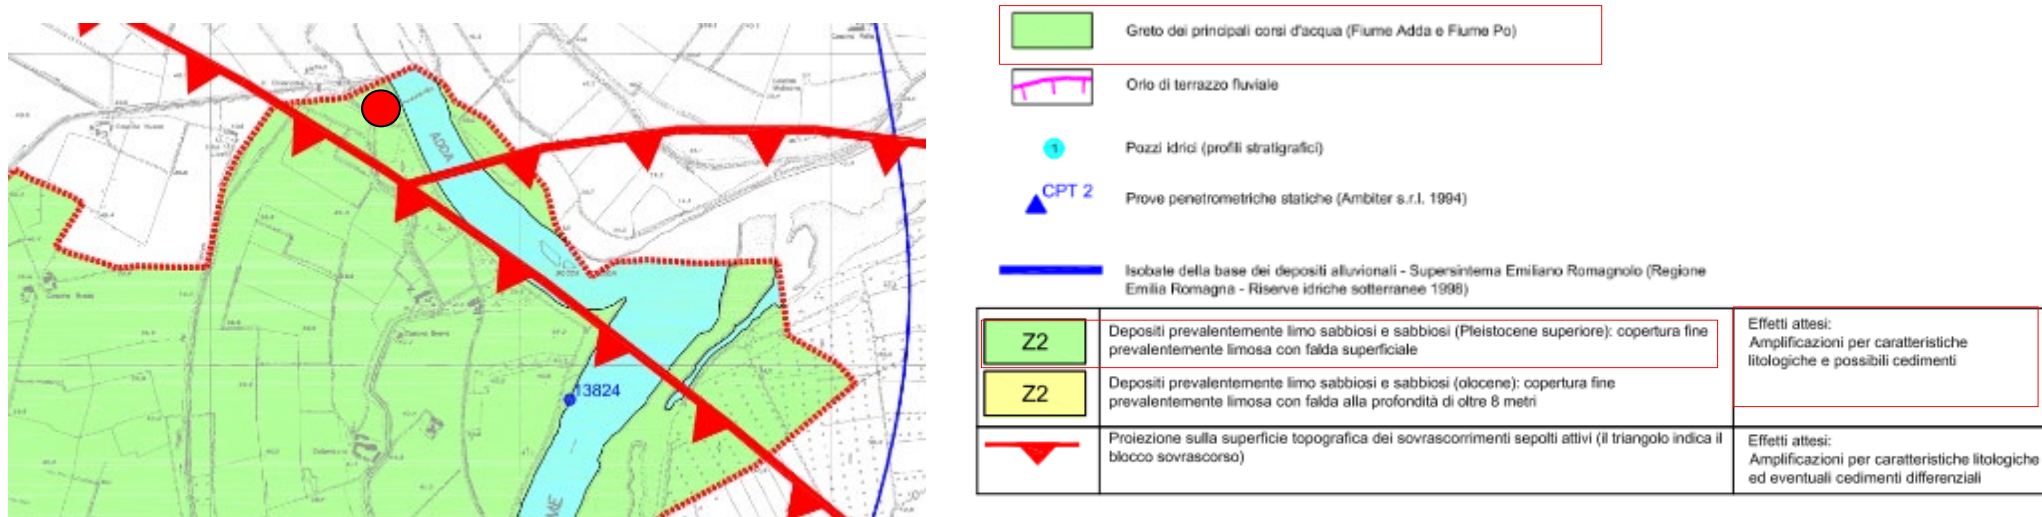 ADDA
13824
Greto dei principali corsi d'acqua (Fiume Adda e Fiume Po)
Orlo di terrazzo fluviale
1
Pozzi idrici (profili stratigrafici)
CPT 2
Prove penetrometriche statiche (Ambiter s.r.l. 1994)
Isobate della base dei depositi alluvionali - Supersintema Emiliano Romagnolo (Regione
Emilia Romagna - Riserve idriche sotterranee 1998)
Z2
Depositi prevalentemente limo sabbiosi e sabbiosi (Pleistocene superiore): copertura fine
prevalentemente limosa con falda superficiale
Effetti attesi:
Amplificazioni per caratteristiche
litologiche e possibili cedimenti
Z2
Depositi prevalentemente limo sabbiosi e sabbiosi (olocene): copertura fine
prevalentemente limosa con falda alla profondità di oltre 8 metri
Proiezione sulla superficie topografica dei sovrascorrimenti sepolti attivi (il triangolo indica il
blocco sovrascorso)
Effetti attesi:
Amplificazioni per caratteristiche litologiche
ed eventuali cedimenti differenziali